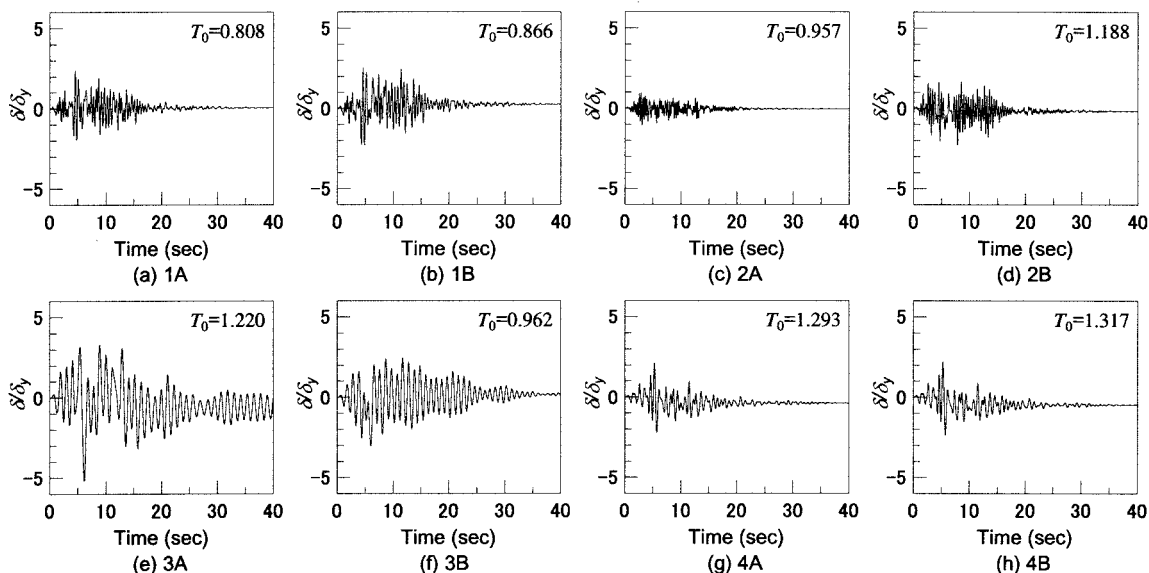 5
0
−5
δ/δy
T0=0.808
0 10 20 30 40
Time (sec)
(a) 1A
5
0
−5
δ/δy
T0=0.866
0 10 20 30 40
Time (sec)
(b) 1B
5
0
−5
δ/δy
T0=0.957
0 10 20 30 40
Time (sec)
(c) 2A
5
0
−5
δ/δy
T0=1.188
0 10 20 30 40
Time (sec)
(d) 2B
5
0
−5
δ/δy
T0=1.220
0 10 20 30 40
Time (sec)
(e) 3A
5
0
−5
δ/δy
T0=0.962
0 10 20 30 40
Time (sec)
(f) 3B
5
0
−5
δ/δy
T0=1.293
0 10 20 30 40
Time (sec)
(g) 4A
5
0
−5
δ/δy
T0=1.317
0 10 20 30 40
Time (sec)
(h) 4B